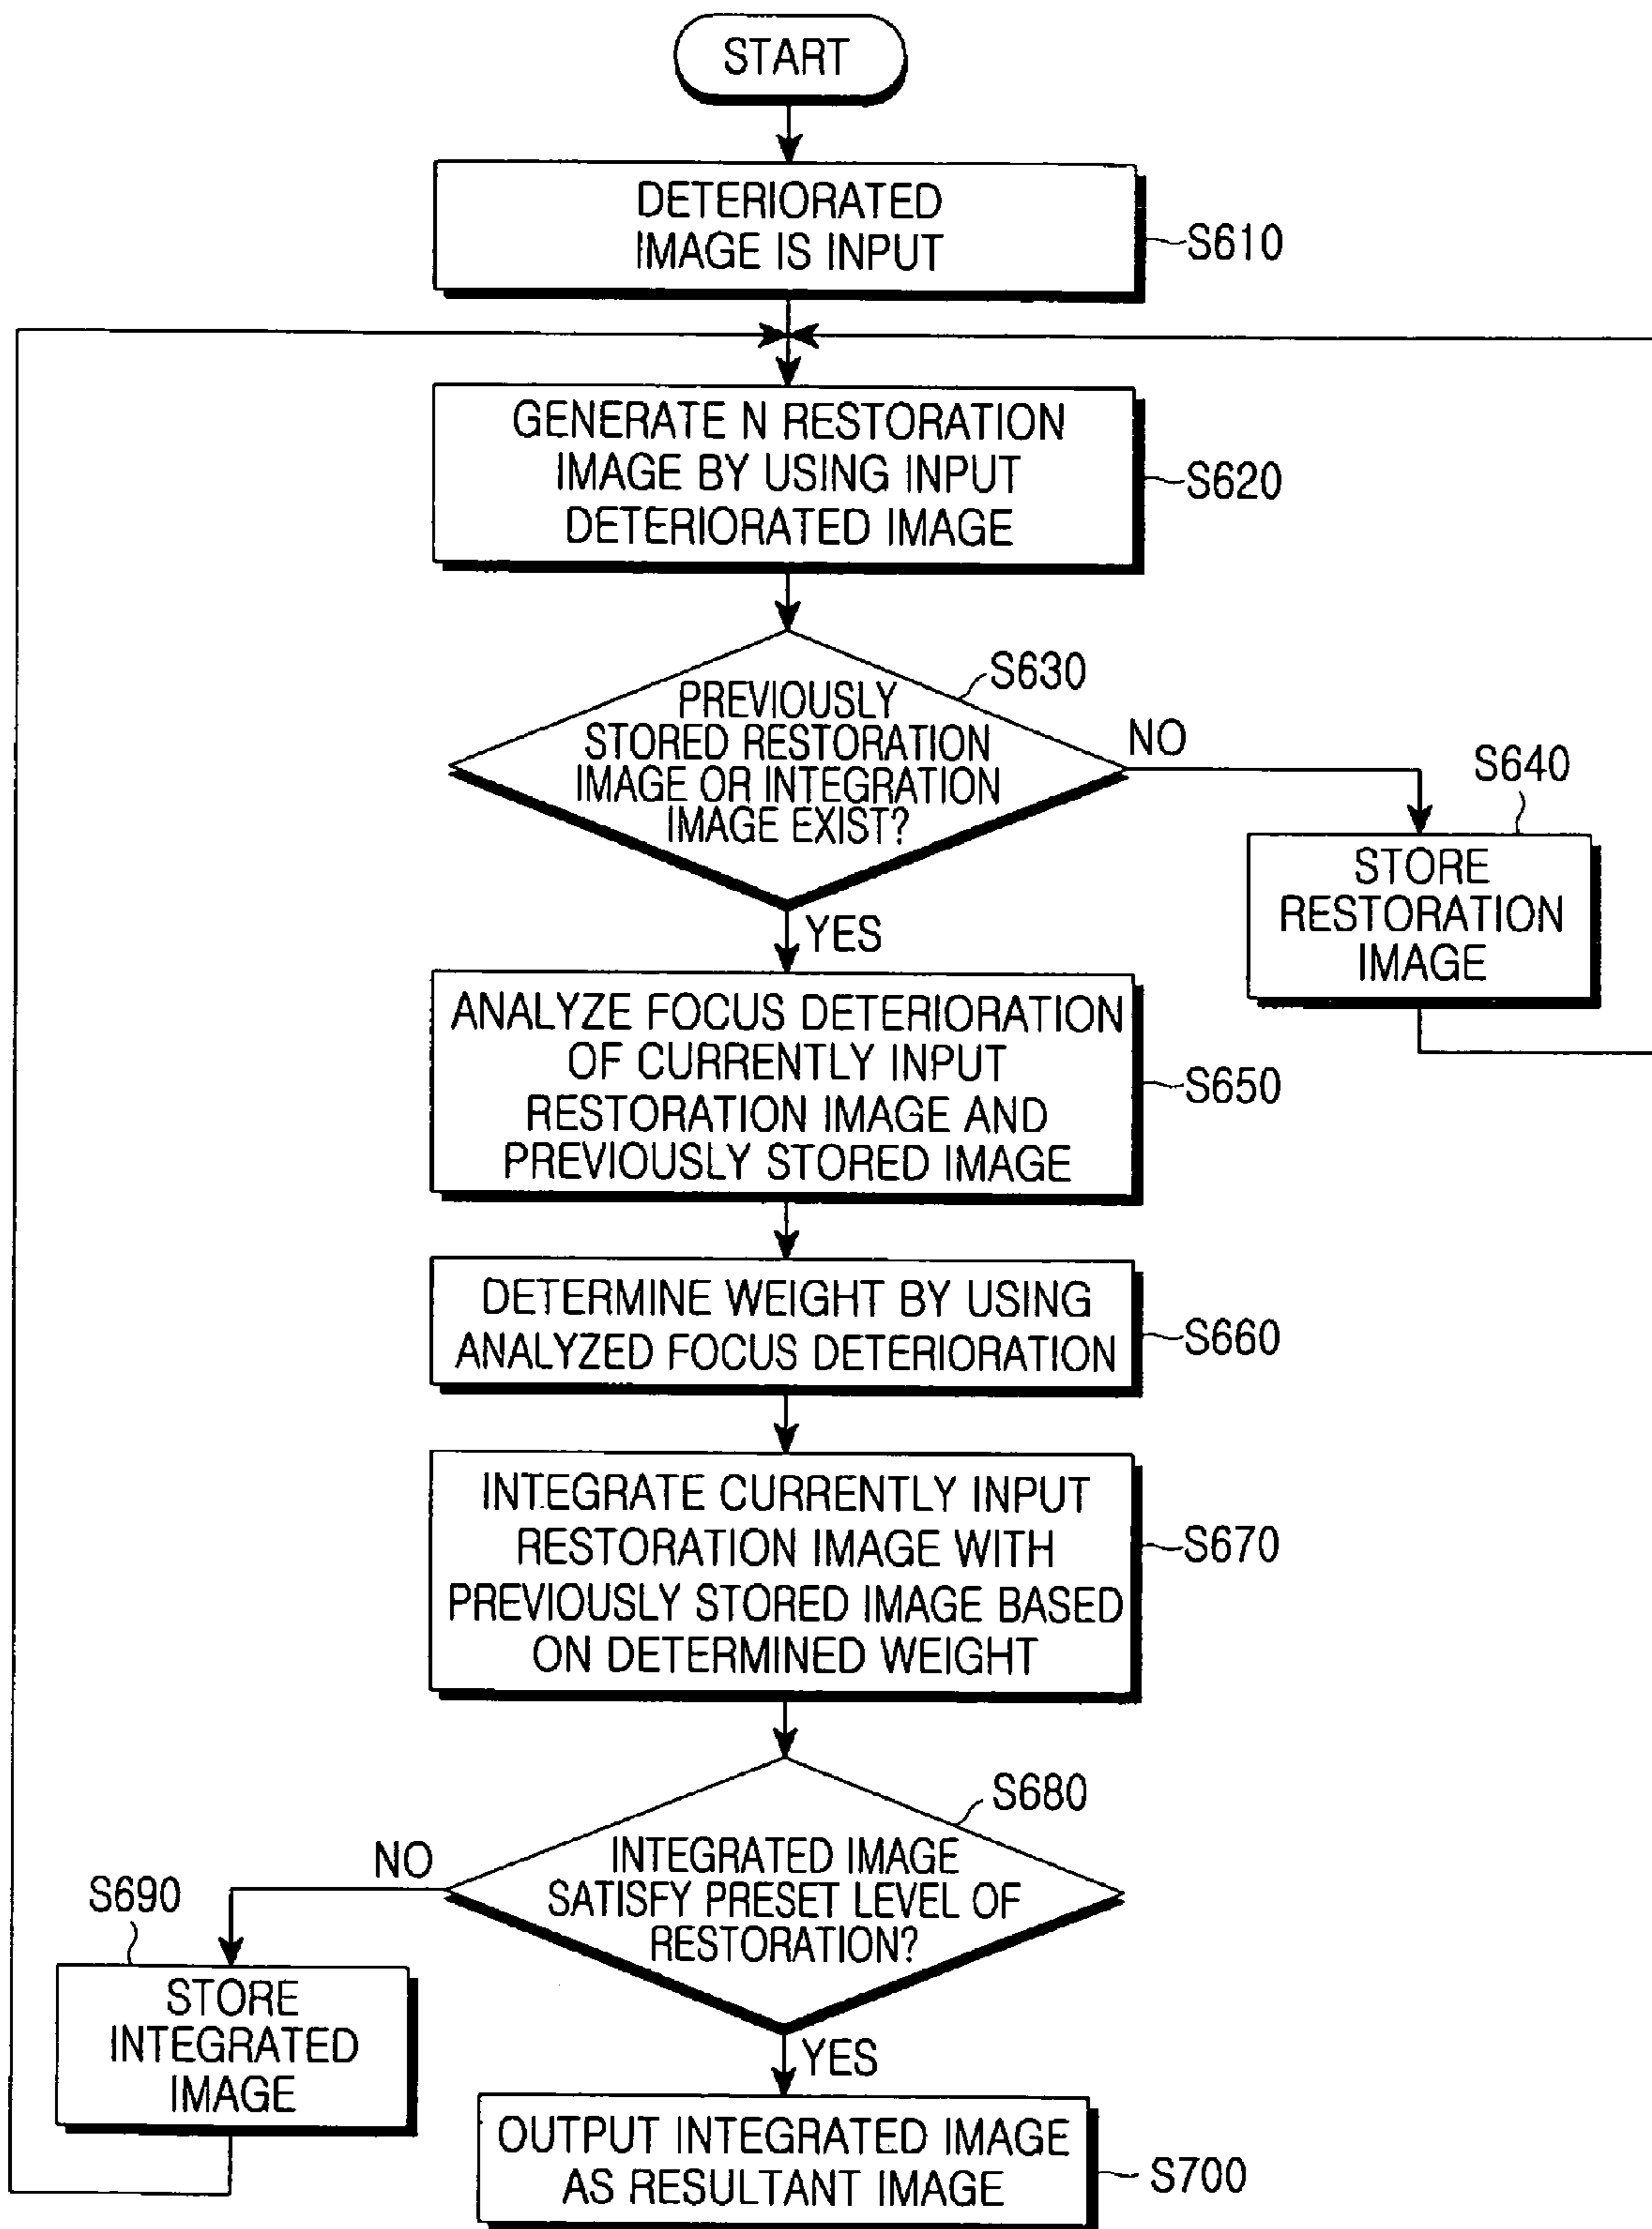 START
DETERIORATED
IMAGE IS INPUT
S610
GENERATE N RESTORATION
IMAGE BY USING INPUT
DETERIORATED IMAGE
S620
S630
PREVIOUSLY
STORED RESTORATION
IMAGE OR INTEGRATION
IMAGE EXIST?
NO
S640
STORE
RESTORATION
IMAGE
YES
ANALYZE FOCUS DETERIORATION
OF CURRENTLY INPUT
RESTORATION IMAGE AND
PREVIOUSLY STORED IMAGE
S650
DETERMINE WEIGHT BY USING
ANALYZED FOCUS DETERIORATION
S660
INTEGRATE CURRENTLY INPUT
RESTORATION IMAGE WITH
PREVIOUSLY STORED IMAGE BASED
ON DETERMINED WEIGHT
S670
S680
INTEGRATED IMAGE
SATISFY PRESET LEVEL OF
RESTORATION?
NO
S690
STORE
INTEGRATED
IMAGE
YES
OUTPUT INTEGRATED IMAGE
AS RESULTANT IMAGE
S700